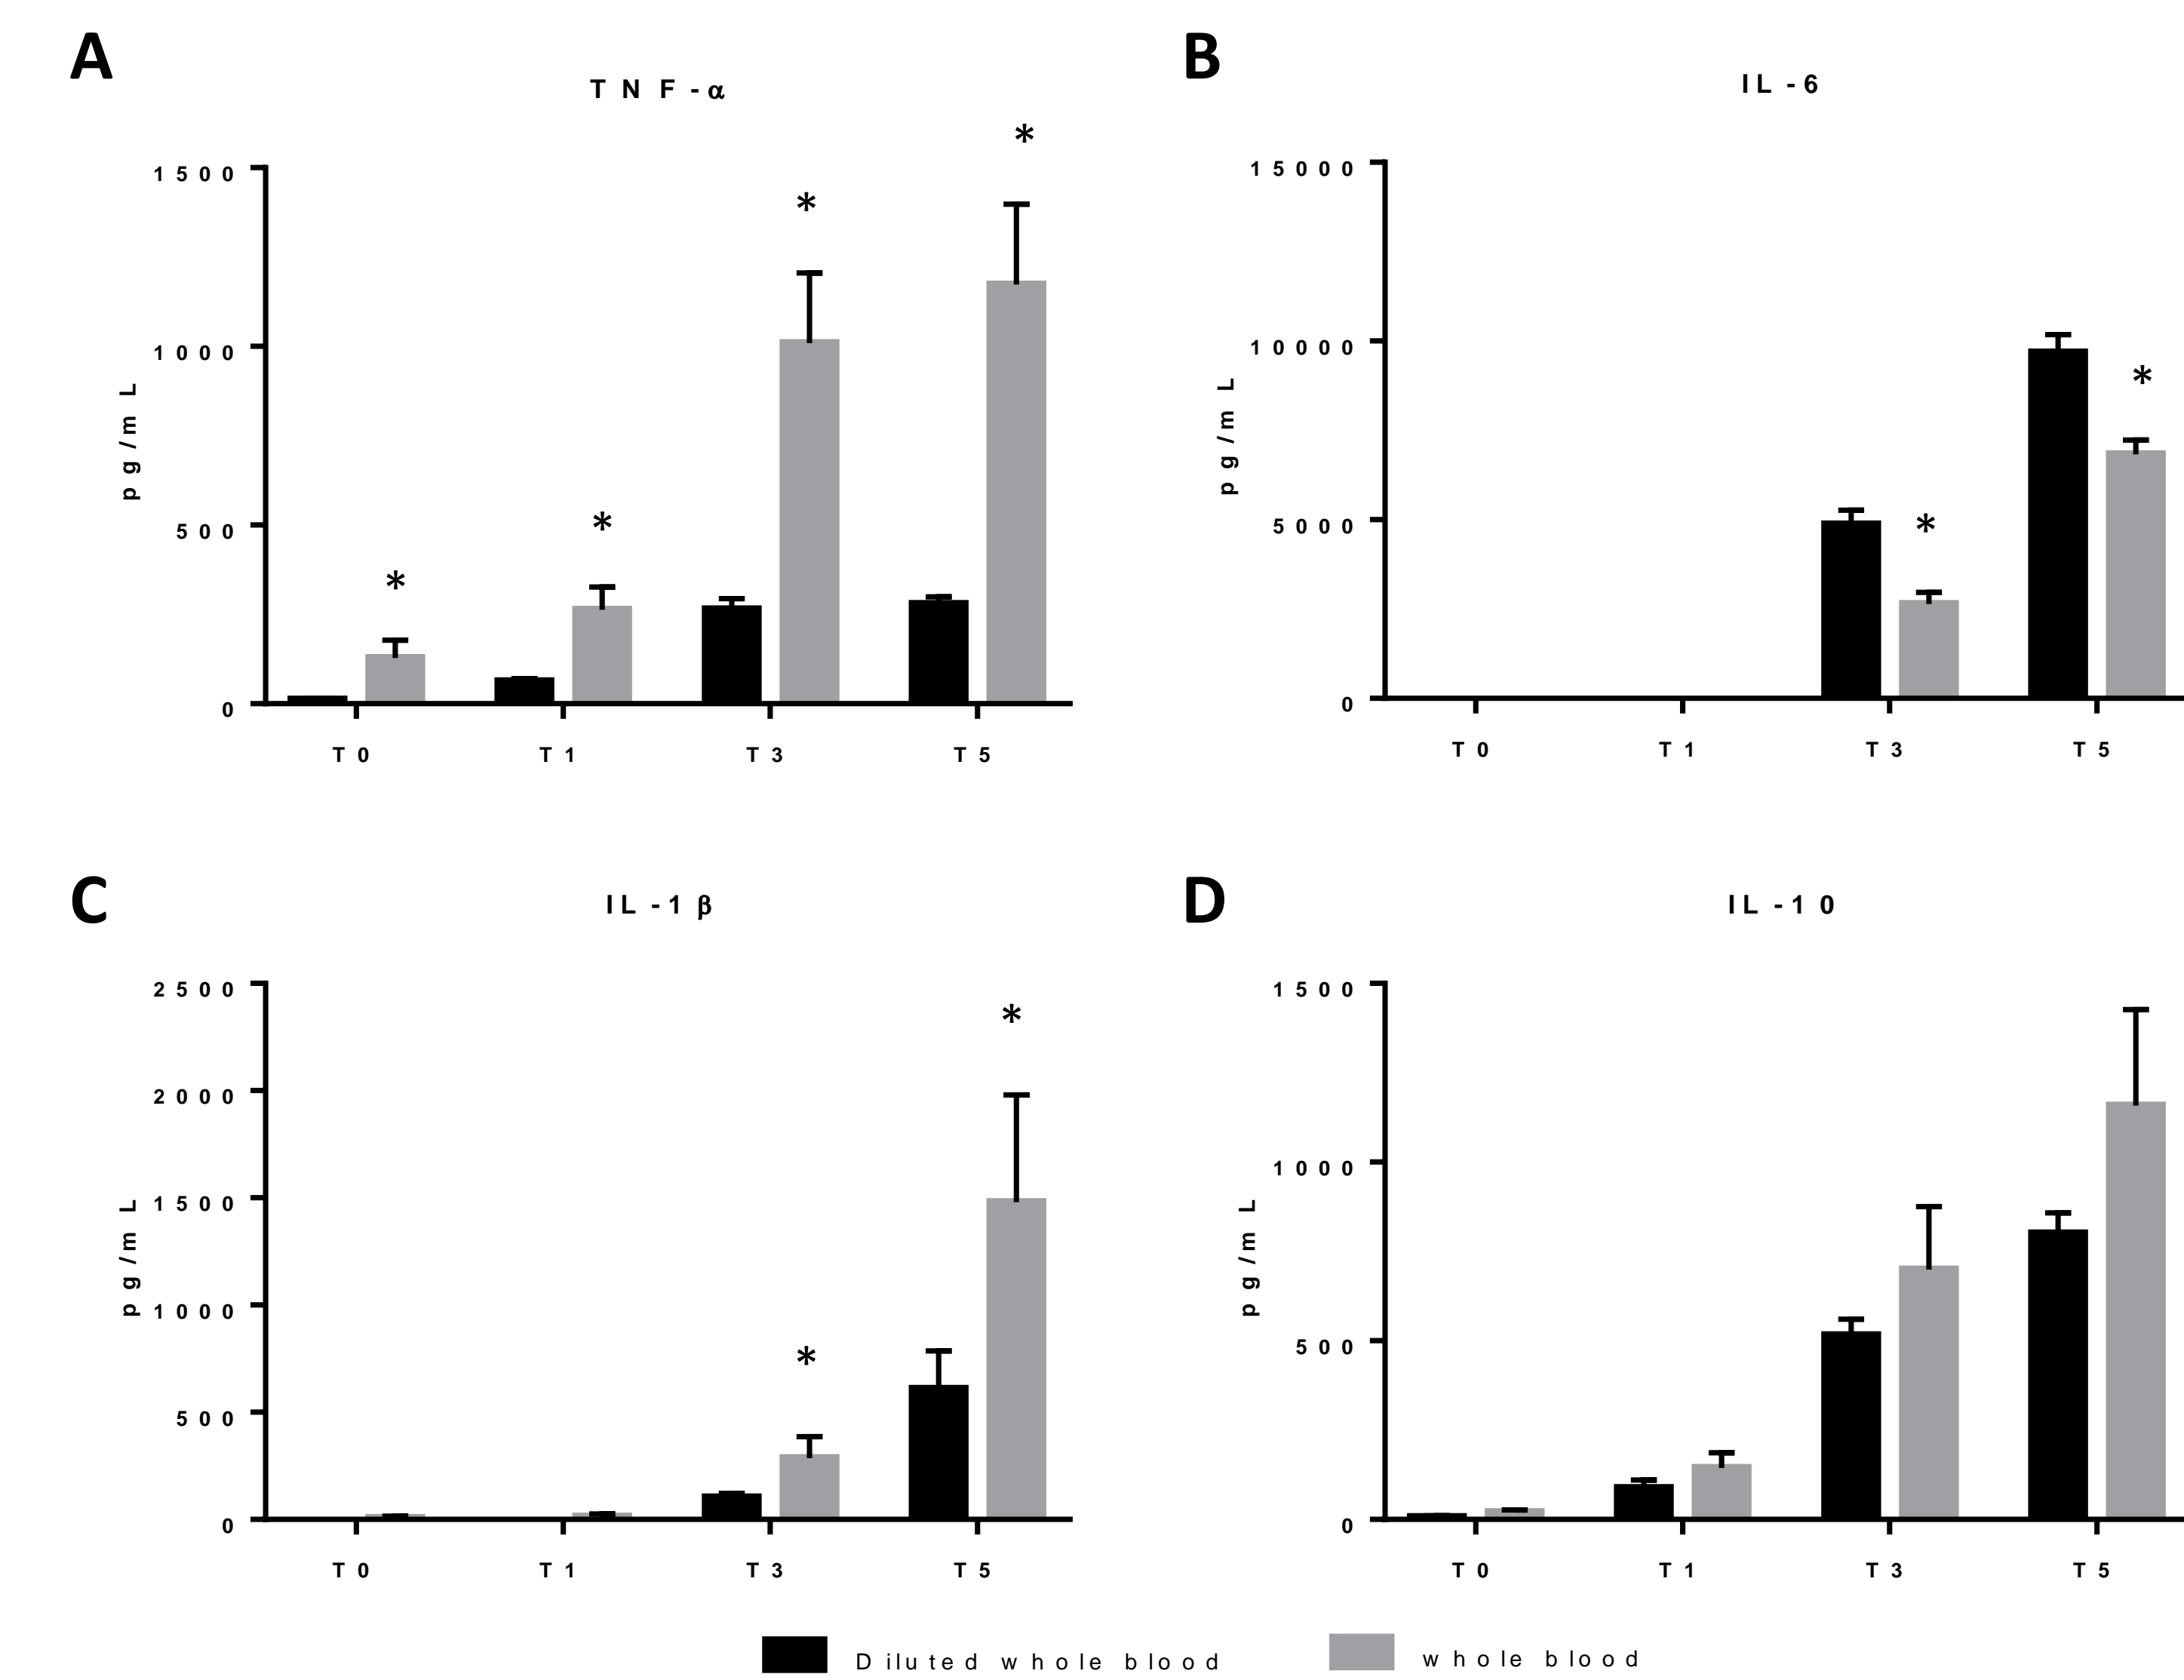 A
TNF-α
1500
1000
500
0
pg/mL
* * * *
T0 T1 T3 T5
B
IL-6
15000
10000
5000
0
pg/mL
* *
T0 T1 T3 T5
C
IL-1β
2500
2000
1500
1000
500
0
pg/mL
* *
T0 T1 T3 T5
D
IL-10
1500
1000
500
0
pg/mL
T0 T1 T3 T5
Diluted whole blood
whole blood